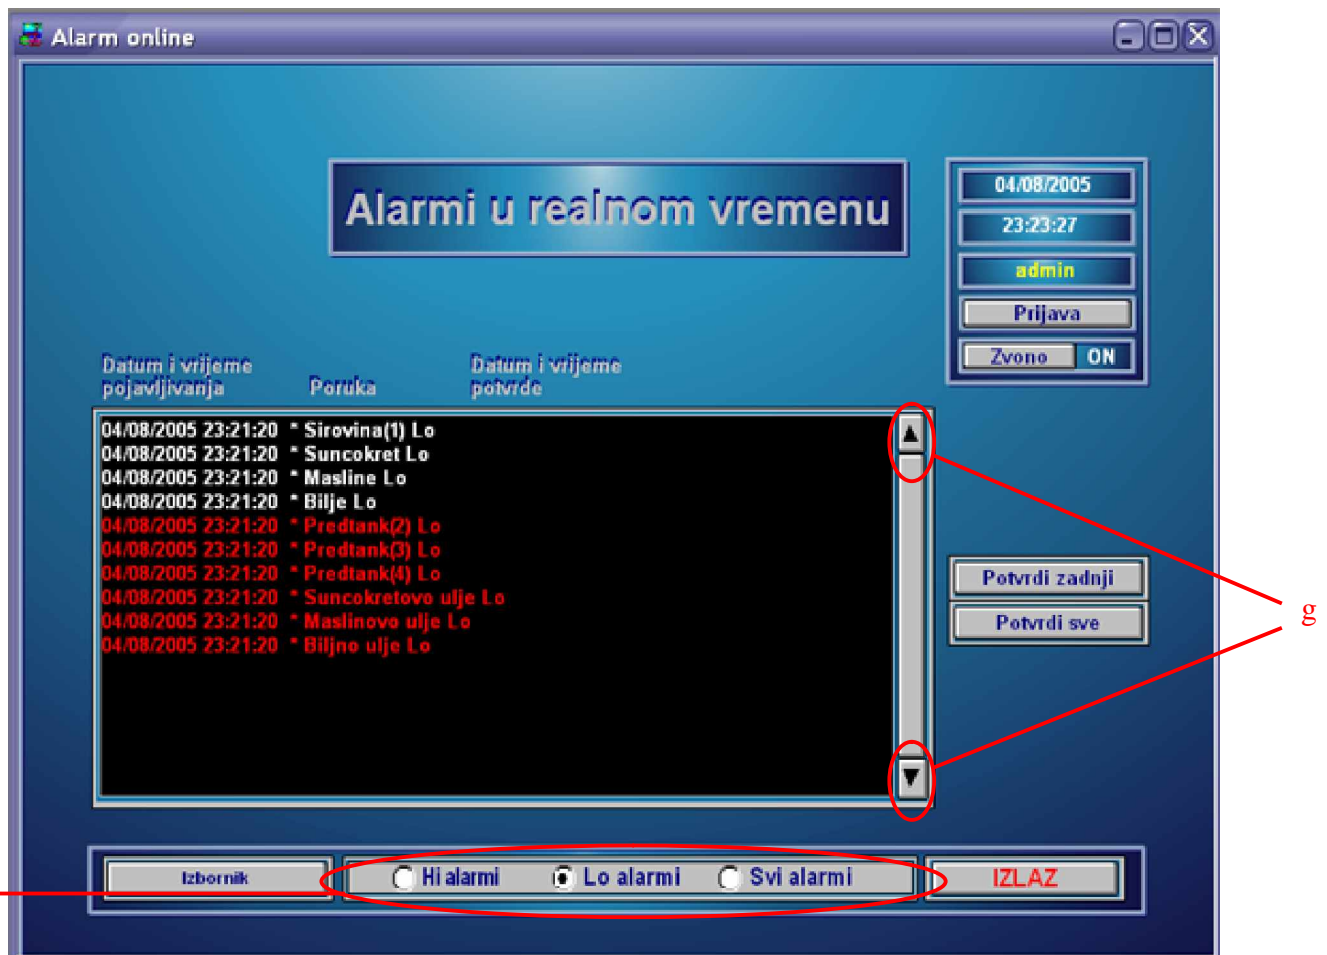 Alarm online
Alarmi u realnom vremenu
04/08/2005
23:23:27
admin
Prijava
Zvono ON
Datum i vrijeme pojavljivanja
Poruka
Datum i vrijeme potvrde
04/08/2005 23:21:20 * Sirovina(1) Lo
04/08/2005 23:21:20 * Suncokret Lo
04/08/2005 23:21:20 * Masline Lo
04/08/2005 23:21:20 * Bilje Lo
04/08/2005 23:21:20 * Predtank(2) Lo
04/08/2005 23:21:20 * Predtank(3) Lo
04/08/2005 23:21:20 * Predtank(4) Lo
04/08/2005 23:21:20 * Suncokretovo ulje Lo
04/08/2005 23:21:20 * Maslinovo ulje Lo
04/08/2005 23:21:20 * Biljno ulje Lo
Potvrdi zadnji
Potvrdi sve
g
Izbornik
Hi alarmi
Lo alarmi
Svi alarmi
IZLAZ